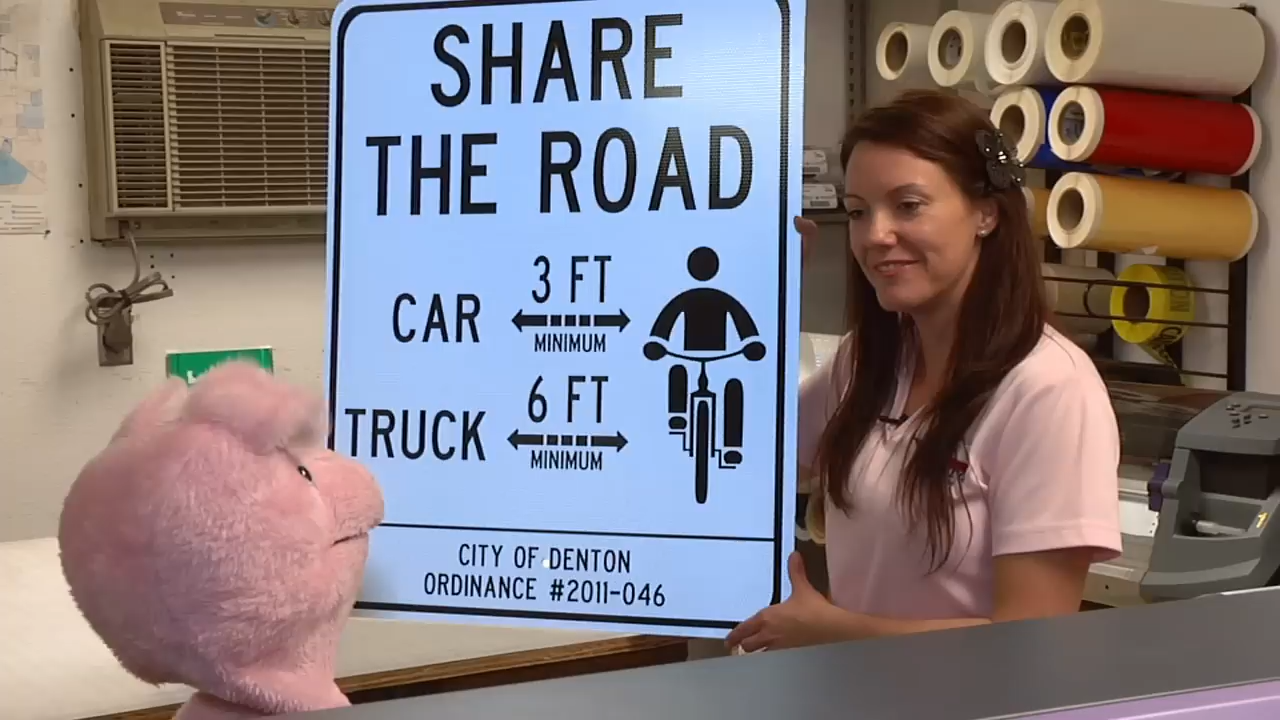 SHARE
THE ROAD
3 FT
CAR
MINIMUM
6 FT
TRUCK
MINIMUM
CITY OF DENTON
ORDINANCE #2011-046